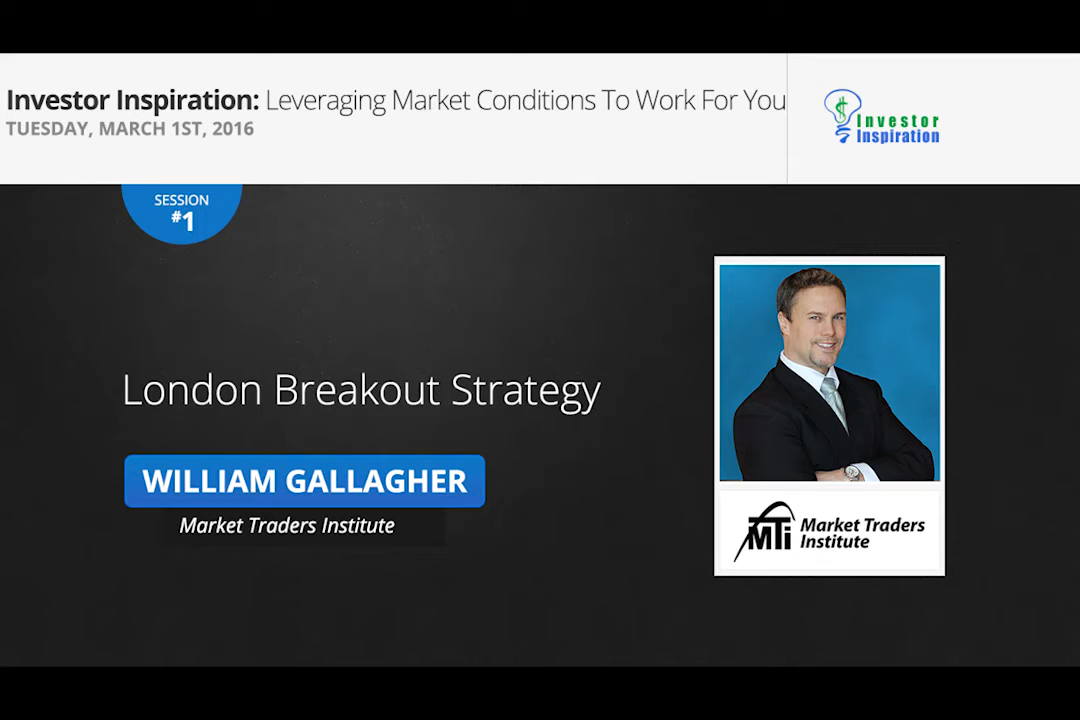 Investor Inspiration: Leveraging Market Conditions To Work For You
TUESDAY, MARCH 1ST, 2016
$
Investor
Inspiration
SESSION
#1
London Breakout Strategy
WILLIAM GALLAGHER
Market Traders Institute
MTi
Market Traders
Institute